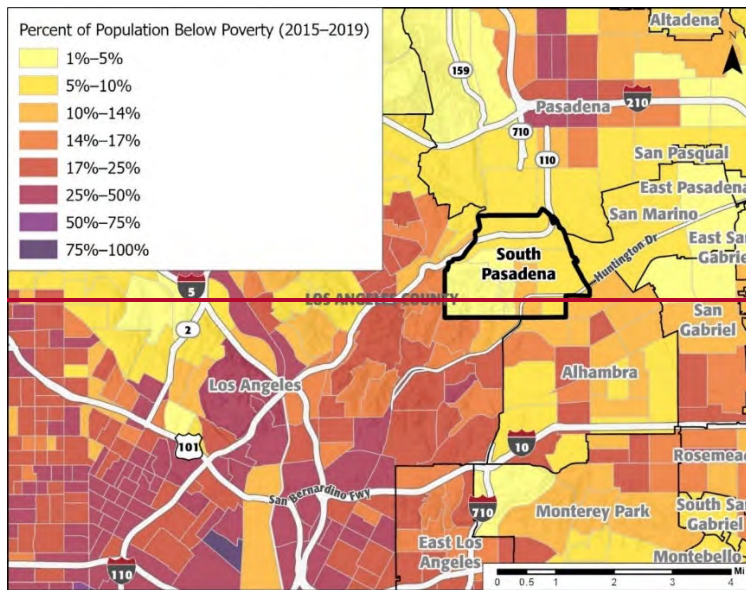 Percent of Population Below Poverty (2015–2019)
1%–5%
5%–10%
10%–14%
14%–17%
17%–25%
25%–50%
50%–75%
75%–100%
Altadena
N
159
Pasadena
210
710
110
San Pasqual
East Pasadena
San Marino
South
Pasadena
Huntington Dr
East San
Gabriel
5
LOS ANGELES COUNTY
2
San
Gabriel
Los Angeles
Alhambra
101
10
Rosemead
San Bernardino Fwy
710
Monterey Park
South San
Gabriel
East Los
Angeles
Montebello
110
Mi
0 0.5 1 2 3 4